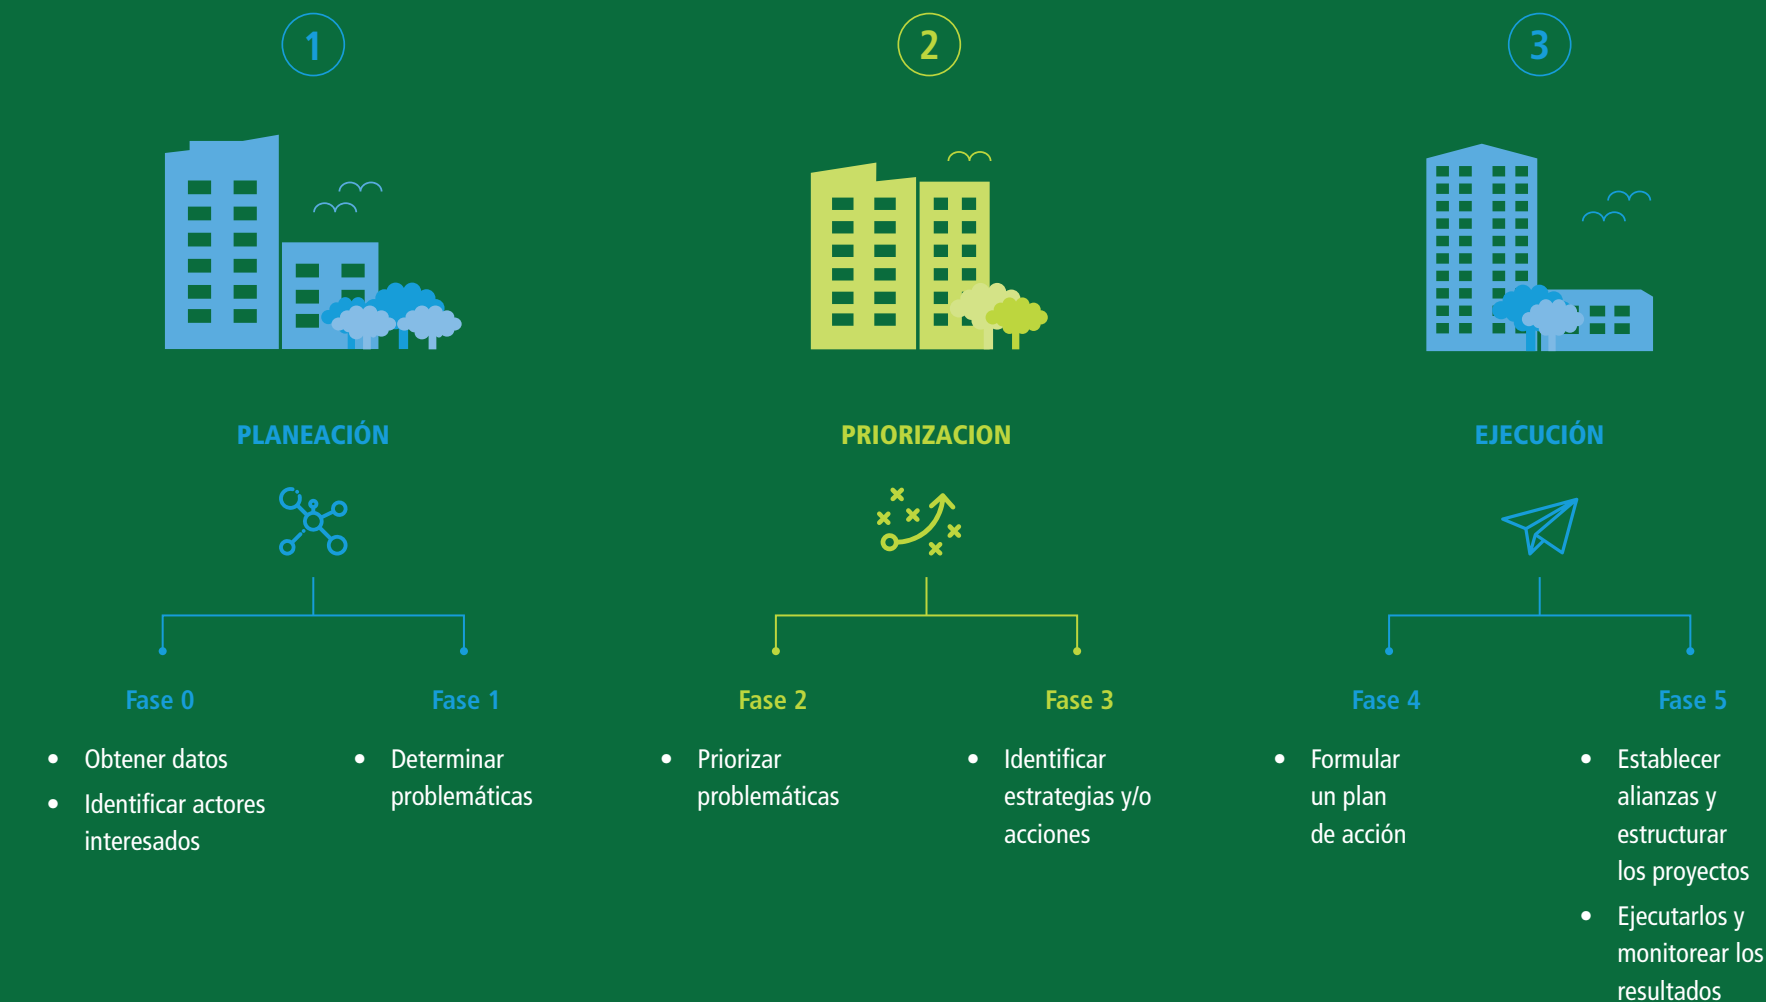 1
PLANEACIÓN
Fase 0
• Obtener datos
• Identificar actores
interesados
Fase 1
• Determinar
problemáticas
2
PRIORIZACION
Fase 2
• Priorizar
problemáticas
Fase 3
• Identificar
estrategias y/o
acciones
3
EJECUCIÓN
Fase 4
• Formular
un plan
de acción
Fase 5
• Establecer
alianzas y
estructurar
los proyectos
• Ejecutarlos y
monitorear los
resultados